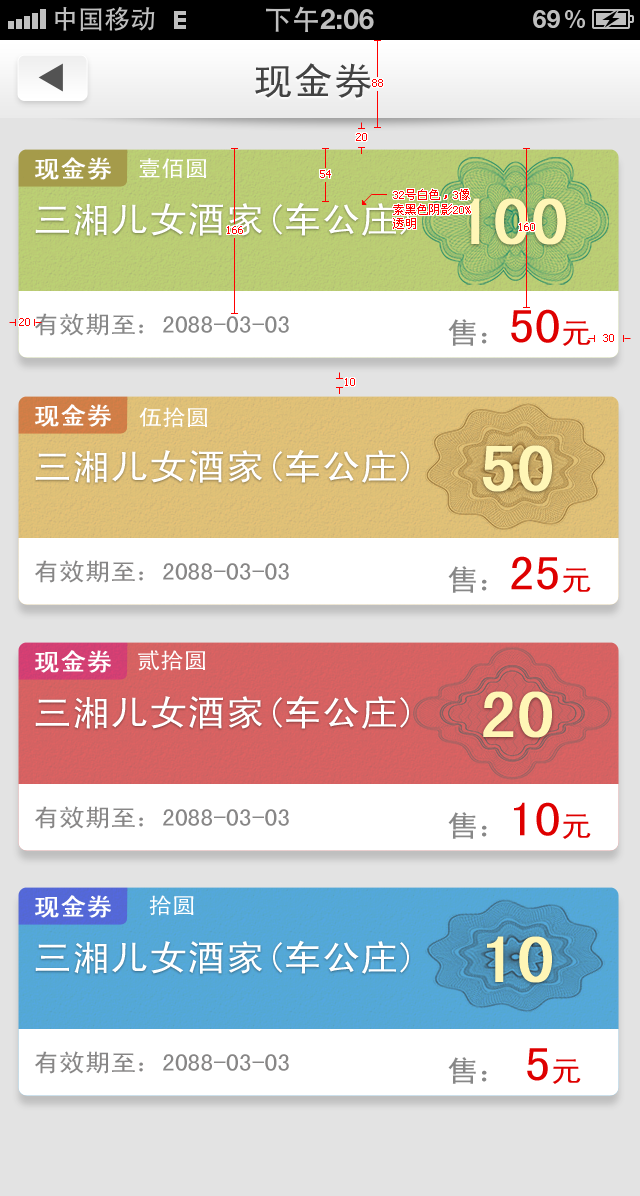 中国移动 E 下午2:06 69%
现金券
88
20
现金券 壹佰圆
54
32号白色，3像
素黑色阴影20%
透明
三湘儿女酒家(车公庄)
100
166
160
20
有效期至：2088-03-03
售：50元
30
10
现金券 伍拾圆
三湘儿女酒家(车公庄)
50
有效期至：2088-03-03
售：25元
现金券 贰拾圆
三湘儿女酒家(车公庄)
20
有效期至：2088-03-03
售：10元
现金券 拾圆
三湘儿女酒家(车公庄)
10
有效期至：2088-03-03
售：5元